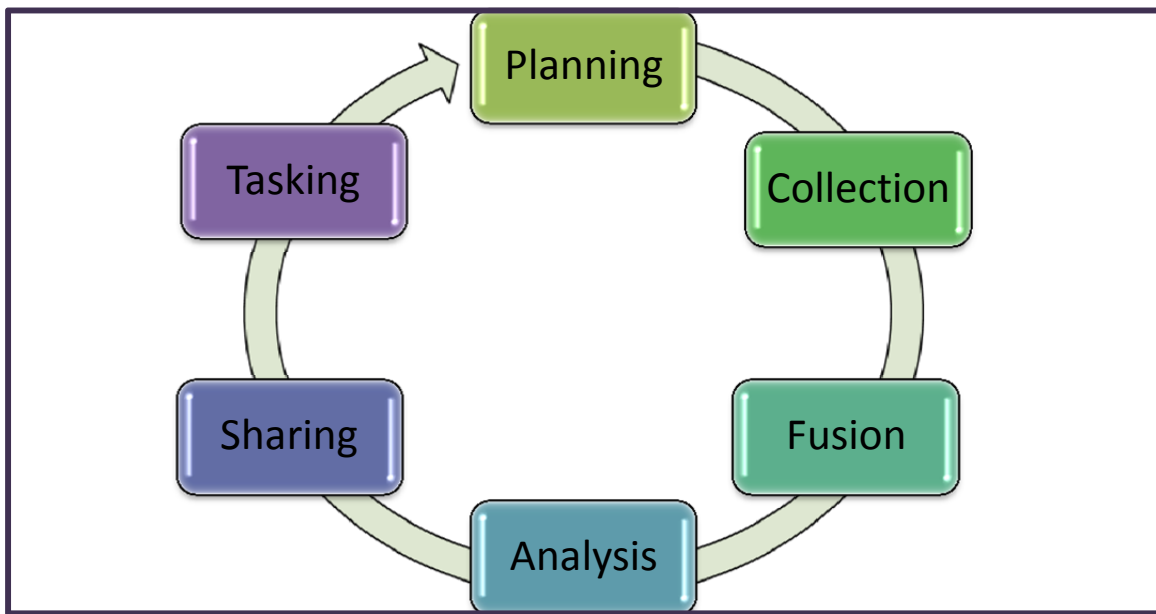 Planning
Collection
Fusion
Analysis
Sharing
Tasking